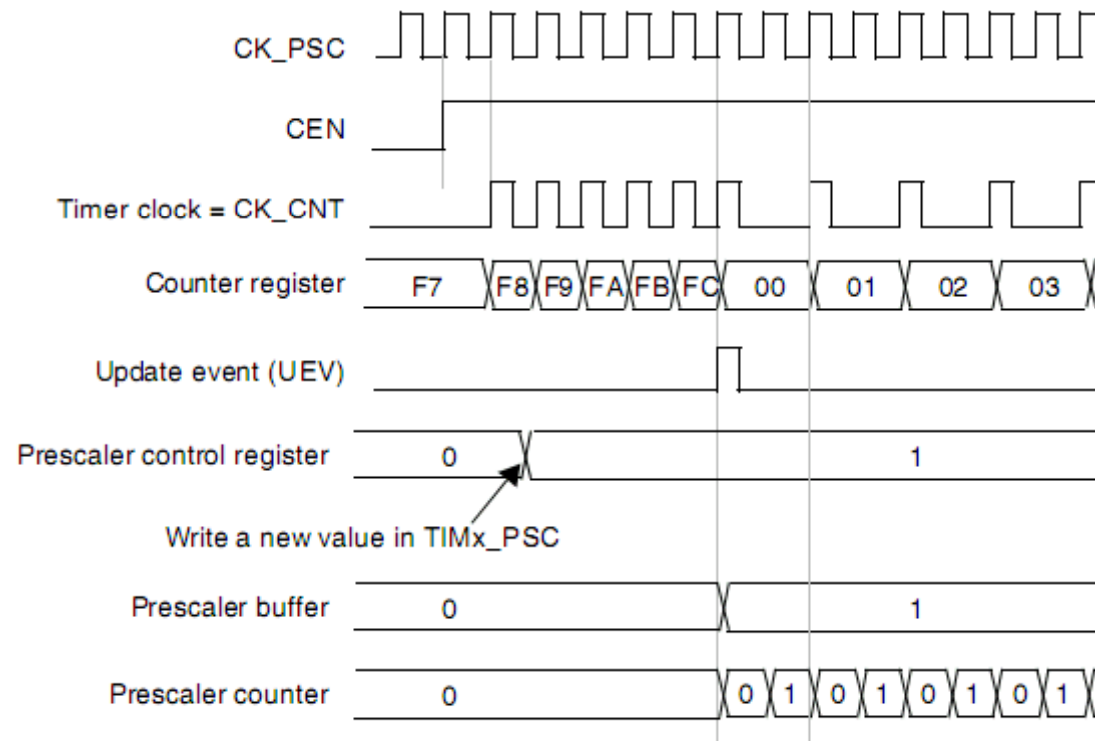 CK_PSC
CEN
Timer clock = CK_CNT
Counter register F7 F8 F9 FA FB FC 00 01 02 03
Update event (UEV)
Prescaler control register 0 1
Write a new value in TIMx_PSC
Prescaler buffer 0 1
Prescaler counter 0 0 1 0 1 0 1 0 1